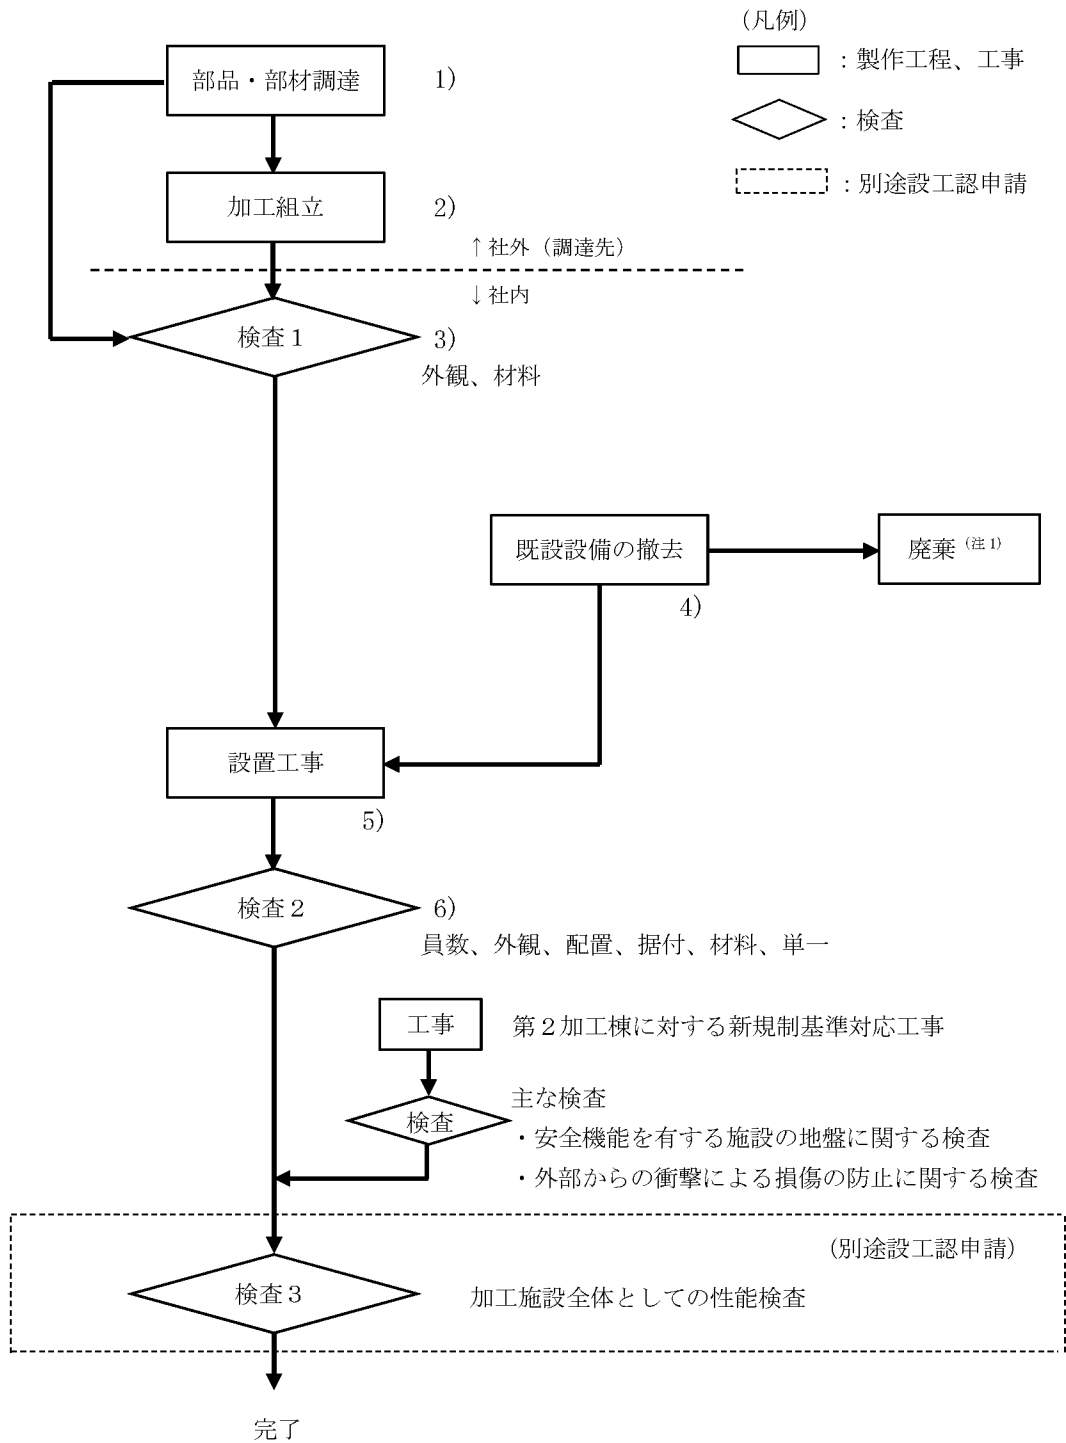 (凡例)
：製作工程、工事
：検査
：別途設工認申請
部品・部材調達
1)
加工組立
2)
↑社外（調達先）
↓社内
検査１
3)
外観、材料
既設設備の撤去
4)
廃棄 (注 1)
設置工事
5)
検査２
6)
員数、外観、配置、据付、材料、単一
工事
第２加工棟に対する新規制基準対応工事
検査
主な検査
・安全機能を有する施設の地盤に関する検査
・外部からの衝撃による損傷の防止に関する検査
(別途設工認申請)
検査３
加工施設全体としての性能検査
完了